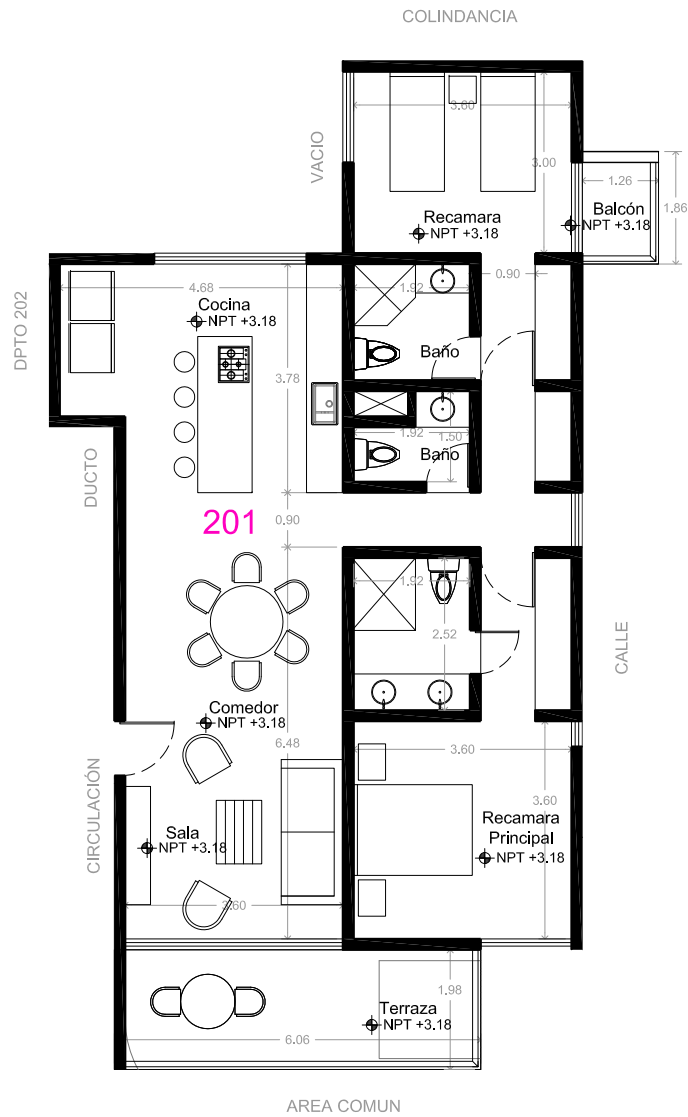 COLINDANCIA
VACIO
3.60
3.00
Recamara
NPT +3.18
1.26
1.86
Balcón
NPT +3.18
0.90
DPTO 202
4.68
Cocina
NPT +3.18
1.92
Baño
3.78
DUCTO
1.92
1.50
Baño
201
0.90
1.92
2.52
CALLE
Comedor
NPT +3.18
6.48
3.60
CIRCULACIÓN
Sala
NPT +3.18
3.60
Recamara
Principal
NPT +3.18
3.60
1.98
Terraza
NPT +3.18
6.06
AREA COMUN